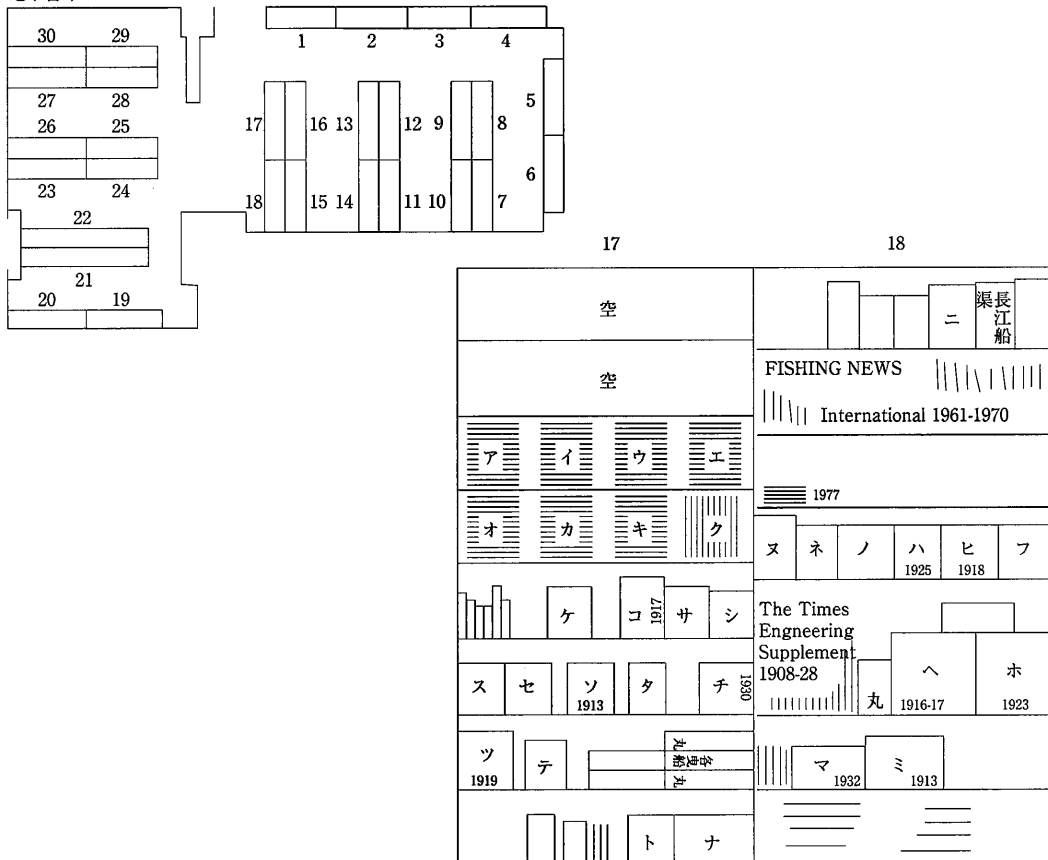 30 29
27 28
26 25
23 24
22
21
20 19
1 2 3 4
5
6
17 16 13 12 9 8
18 15 14 11 10 7
17 18
空
空
ア イ ウ エ
オ カ キ ク
ケ コ 1917 サ シ
ス セ ソ 1913 タ チ 1930
ツ 1919 テ 丸 各曳船 丸
ト ナ
ニ 長江船渠
FISHING NEWS
International 1961-1970
1977
ヌ ネ ノ ハ 1925 ヒ 1918 フ
The Times
Engneering
Supplement
1908-28
丸 ヘ 1916-17 ホ 1923
マ 1932 ミ 1913